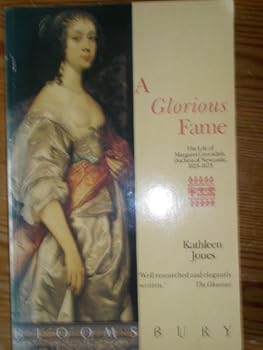 A
Glorious
Fame
The Life of
Margaret Cavendish,
Duchess of Newcastle,
1623-1673
Kathleen
Jones
'Well researched and elegantly
written.' The Observer
BLOOMSBURY